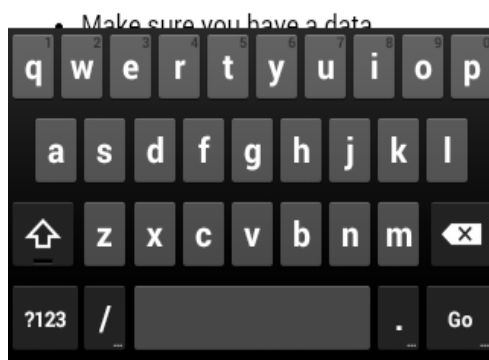 • Make sure you have a data
1 2 3 4 5 6 7 8 9 0
q w e r t y u i o p
a s d f g h j k l
z x c v b n m
?123 / . Go